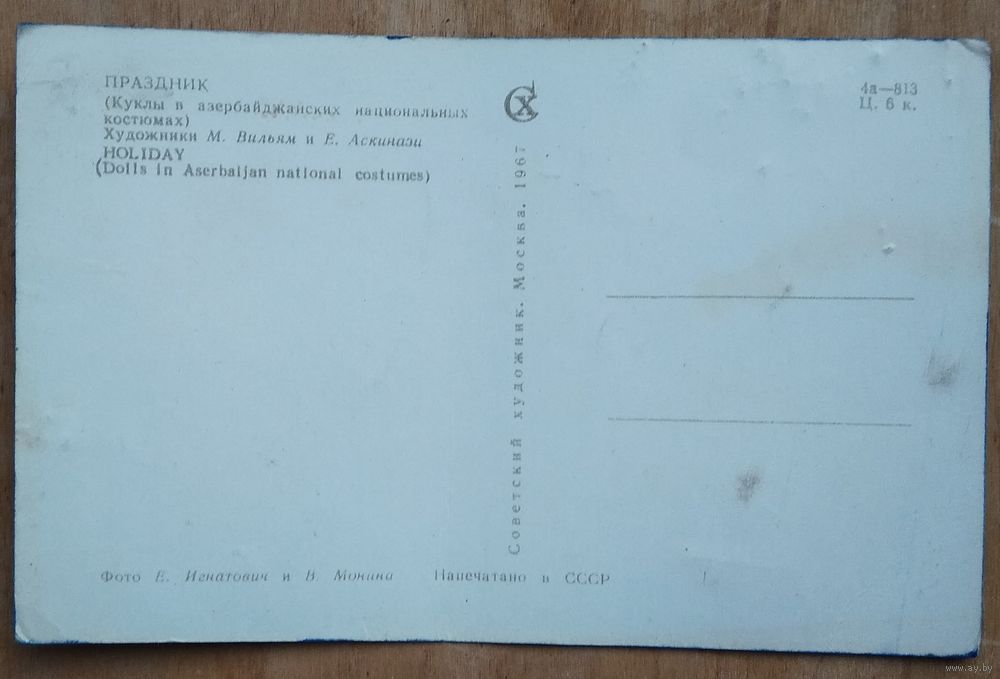 ПРАЗДНИК
(Куклы в азербайджанских национальных
костюмах)
Художники М. Вильям и Е. Аскинази
HOLIDAY
(Dolls in Aserbaijan national costumes)
СХ
4а—813
Ц. 6 к.
Советский художник. Москва. 1967
Фото Е. Игнатович и В. Монина Напечатано в СССР
www.ay.by